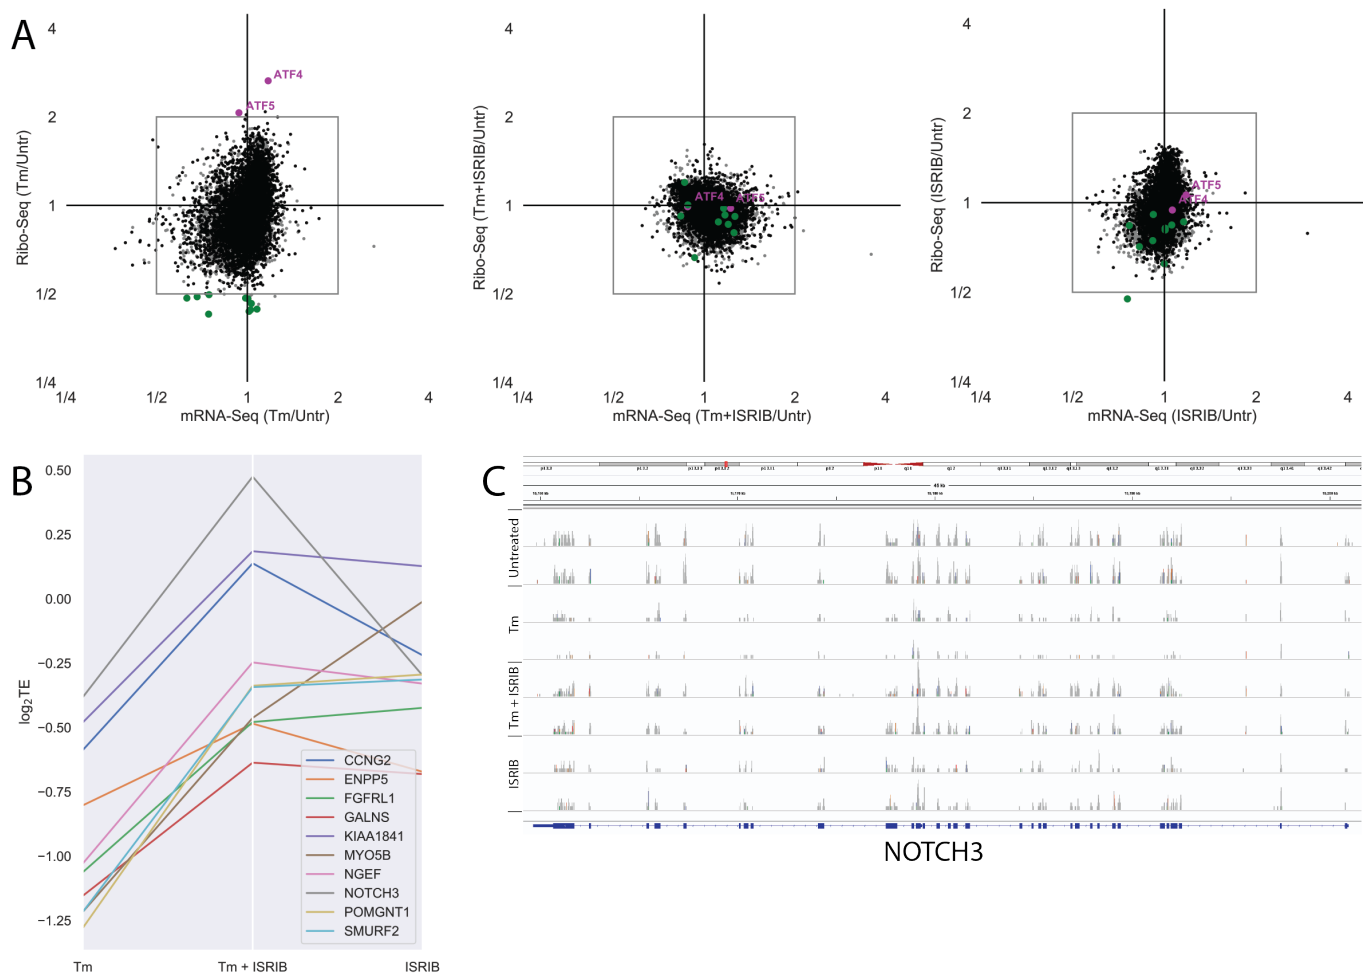 A
4
2
1
1/2
1/4
1/4
1/2
1
2
4
Ribo-Seq (Tm/Untr)
mRNA-Seq (Tm/Untr)
ATF4
ATF5
4
2
1
1/2
1/4
1/4
1/2
1
2
4
Ribo-Seq (Tm+ISRIB/Untr)
mRNA-Seq (Tm+ISRIB/Untr)
ATF4
ATF5
4
2
1
1/2
1/4
1/4
1/2
1
2
4
Ribo-Seq (ISRIB/Untr)
mRNA-Seq (ISRIB/Untr)
ATF5
ATF4
B
0.50
0.25
0.00
−0.25
−0.50
−0.75
−1.00
−1.25
log2TE
CCNG2
ENPP5
FGFRL1
GALNS
KIAA1841
MYO5B
NGEF
NOTCH3
POMGNT1
SMURF2
Tm
Tm + ISRIB
ISRIB
C
Untreated
Tm
Tm + ISRIB
ISRIB
NOTCH3